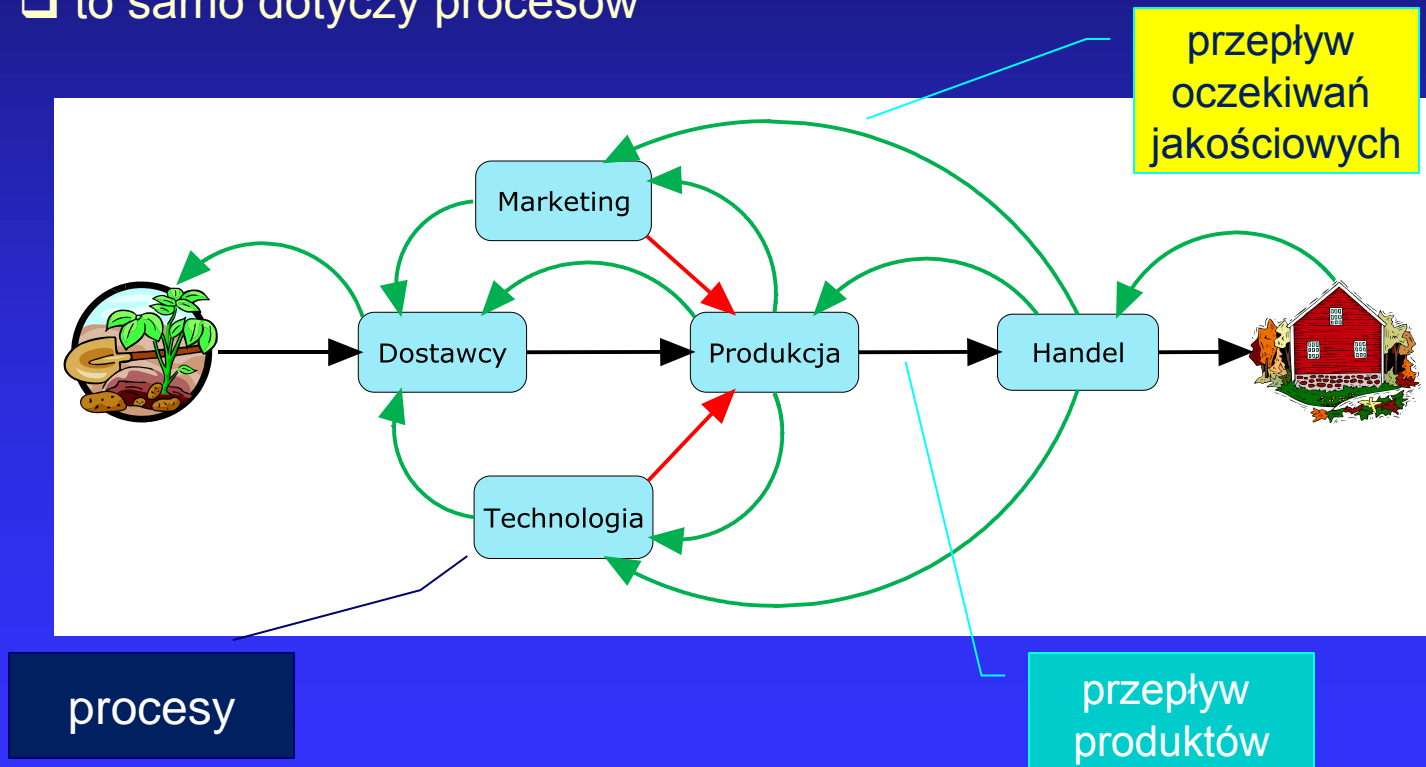 ❑ to samo dotyczy procesów
przepływ
oczekiwań
jakościowych
Marketing
Dostawcy
Produkcja
Handel
Technologia
procesy
przepływ
produktów